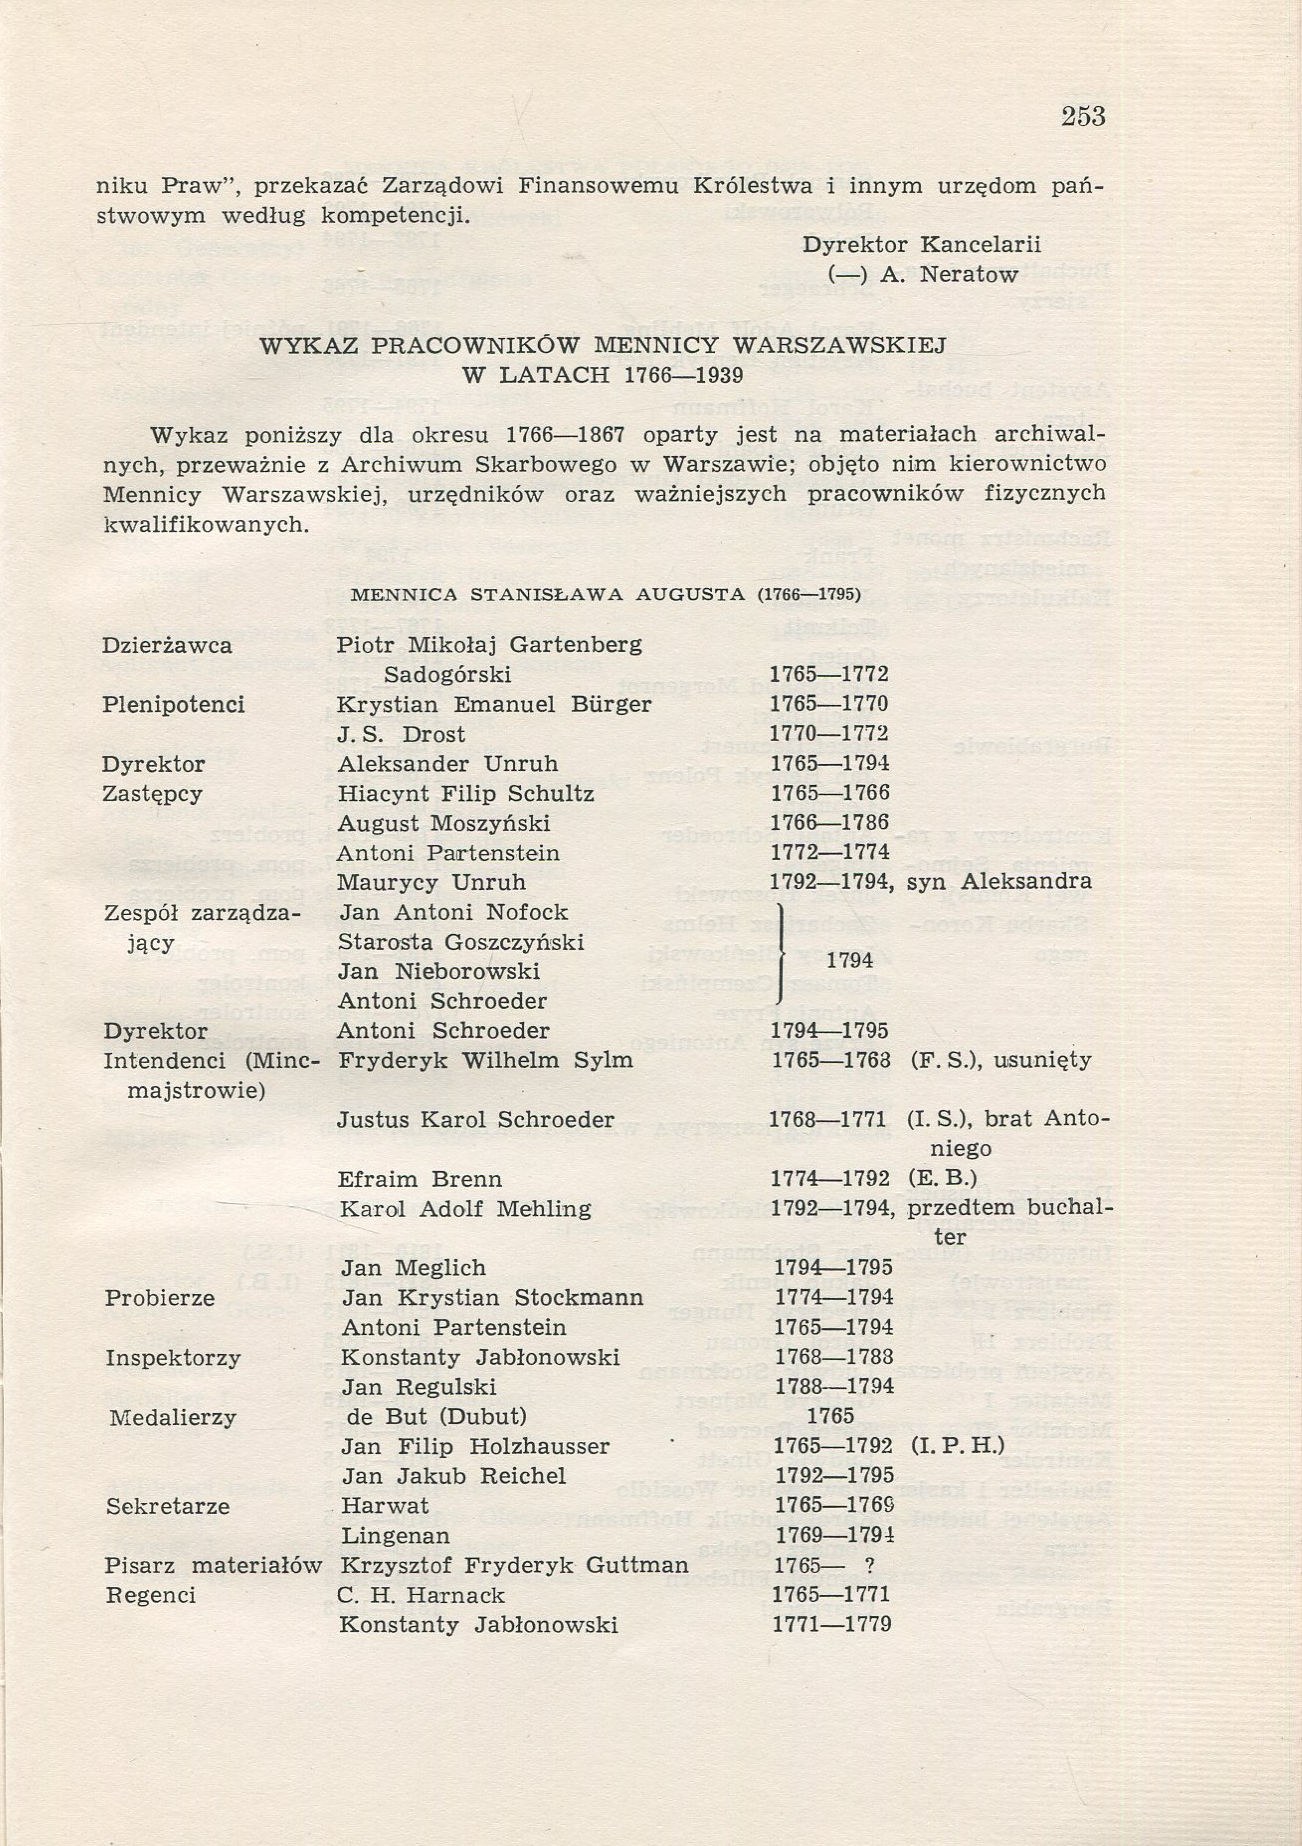 253
niku Praw”, przekazać Zarządowi Finansowemu Królestwa i innym urzędom pań-
stwowym według kompetencji.
Dyrektor Kancelarii
(—) A. Neratow
WYKAZ PRACOWNIKÓW MENNICY WARSZAWSKIEJ
W LATACH 1766—1939
Wykaz poniższy dla okresu 1766—1867 oparty jest na materiałach archiwal-
nych, przeważnie z Archiwum Skarbowego w Warszawie; objęto nim kierownictwo
Mennicy Warszawskiej, urzędników oraz ważniejszych pracowników fizycznych
kwalifikowanych.
MENNICA STANISŁAWA AUGUSTA (1766—1795)
Dzierżawca Piotr Mikołaj Gartenberg
Sadogórski 1765—1772
Plenipotenci Krystian Emanuel Bürger 1765—1770
J. S. Drost 1770—1772
Dyrektor Aleksander Unruh 1765—1794
Zastępcy Hiacynt Filip Schultz 1765—1766
August Moszyński 1766—1786
Antoni Partenstein 1772—1774
Maurycy Unruh 1792—1794, syn Aleksandra
Zespół zarządza- Jan Antoni Nofock
jący Starosta Goszczyński
Jan Nieborowski 1794
Antoni Schroeder
Dyrektor Antoni Schroeder 1794—1795
Intendenci (Minc- Fryderyk Wilhelm Sylm 1765—1768 (F. S.), usunięty
majstrowie)
Justus Karol Schroeder 1768—1771 (I. S.), brat Anto-
niego
Efraim Brenn 1774—1792 (E. B.)
Karol Adolf Mehling 1792—1794, przedtem buchal-
ter
Jan Meglich 1794—1795
Probierze Jan Krystian Stockmann 1774—1794
Antoni Partenstein 1765—1794
Inspektorzy Konstanty Jabłonowski 1768—1788
Jan Regulski 1788—1794
Medalierzy de But (Dubut) 1765
Jan Filip Holzhausser 1765—1792 (I. P. H.)
Jan Jakub Reichel 1792—1795
Sekretarze Harwat 1765—1769
Lingenan 1769—1794
Pisarz materiałów Krzysztof Fryderyk Guttman 1765— ?
Regenci C. H. Harnack 1765—1771
Konstanty Jabłonowski 1771—1779